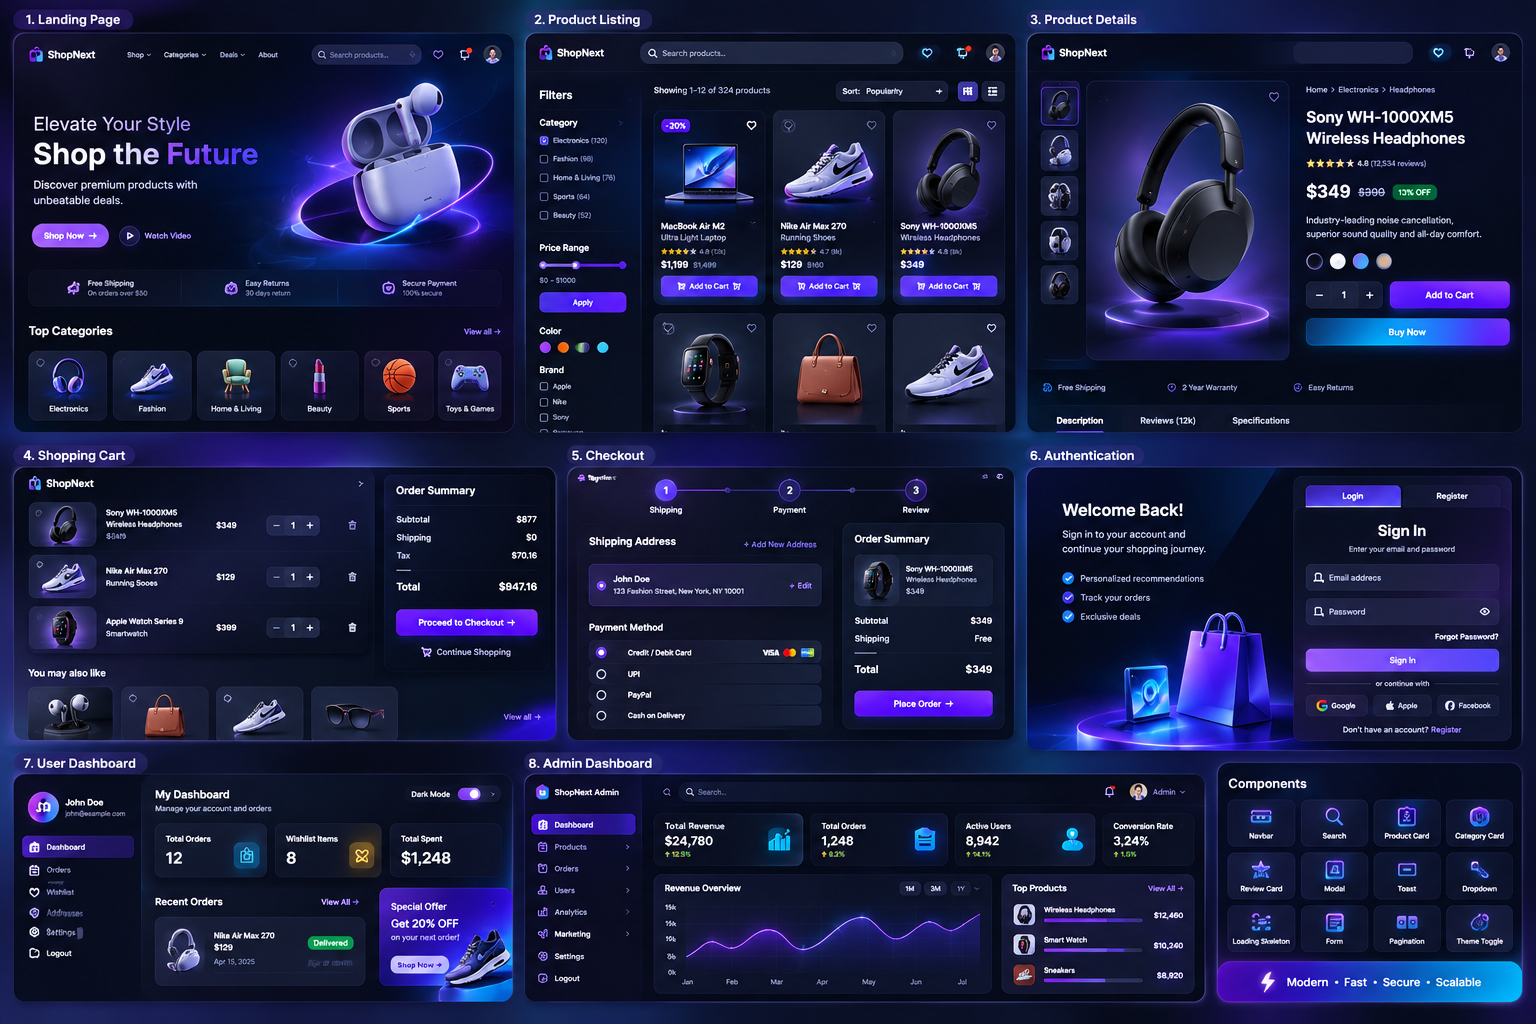 1. Landing Page
ShopNext
Shop
Categories
Deals
About
Search products...
Elevate Your Style
Shop the Future
Discover premium products with
unbeatable deals.
Shop Now →
Watch Video
Free Shipping
On orders over $50
Easy Returns
30 days return
Secure Payment
100% secure
Top Categories
View all →
Electronics
Fashion
Home & Living
Beauty
Sports
Toys & Games
2. Product Listing
ShopNext
Search products...
Filters
Category
Electronics (120)
Fashion (98)
Home & Living (76)
Sports (64)
Beauty (52)
Price Range
$0 – $1000
Apply
Color
Brand
Apple
Nike
Sony
Showing 1–12 of 324 products
Sort: Popularity
-20%
MacBook Air M2
Ultra Light Laptop
4.8
$1,199 $1,499
Add to Cart
Nike Air Max 270
Running Shoes
4.7
$129 $160
Add to Cart
Sony WH-1000XM5
Wireless Headphones
4.8
$349
Add to Cart
3. Product Details
ShopNext
Home > Electronics > Headphones
Sony WH-1000XM5
Wireless Headphones
4.8 (12,534 reviews)
$349 $399 13% OFF
Industry-leading noise cancellation,
superior sound quality and all-day comfort.
− 1 +
Add to Cart
Buy Now
Free Shipping
2 Year Warranty
Easy Returns
Description
Reviews (12k)
Specifications
4. Shopping Cart
ShopNext
Sony WH-1000XM5
Wireless Headphones
$349
− 1 +
Nike Air Max 270
Running Sooes
$129
− 1 +
Apple Watch Series 9
Smartwatch
$399
− 1 +
You may also like
View all →
Order Summary
Subtotal $877
Shipping $0
Tax $70.16
Total $947.16
Proceed to Checkout →
Continue Shopping
5. Checkout
1
2
3
Shipping
Payment
Review
Shipping Address
+ Add New Address
John Doe
123 Fashion Street, New York, NY 10001
+ Edit
Payment Method
Credit / Debit Card
VISA
UPI
PayPal
Cash on Delivery
Order Summary
Sony WH-1000XM5
Wireless Headphones
$349
Subtotal $349
Shipping Free
Total $349
Place Order →
6. Authentication
Welcome Back!
Sign in to your account and
continue your shopping journey.
Personalized recommendations
Track your orders
Exclusive deals
Login
Register
Sign In
Enter your email and password
Email addrecs
Password
Forgot Password?
Sign In
or continue with
Google
Apple
Facebook
Don't have an account? Register
7. User Dashboard
John Doe
john@example.com
Dashboard
Orders
Wishlist
Addresses
Settings
Logout
My Dashboard
Manage your account and orders
Dark Mode
Total Orders
12
Wishlist Items
8
Total Spent
$1,248
Recent Orders
View All →
Nike Air Max 270
$129
Apr 15, 2025
Delivered
Special Offer
Get 20% OFF
on your next order!
Shop Now →
8. Admin Dashboard
ShopNext Admin
Search...
Admin
Dashboard
Products
Orders
Users
Analytics
Marketing
Settings
Logout
Total Revenue
$24,780
Total Orders
1,248
Active Users
8,942
Conversion Rate
3,24%
Revenue Overview
1M
3M
1Y
15k
15k
10k
5k
0k
Jan
Feb
Mar
Apr
May
Jun
Jul
Top Products
View All →
Wireless Headphones
$12,460
Smart Watch
$10,240
Sneakers
$8,920
Components
Navbar
Search
Product Card
Category Card
Review Card
Modal
Toast
Dropdown
Loading Skeleton
Form
Pagination
Theme Toggle
Modern • Fast • Secure • Scalable